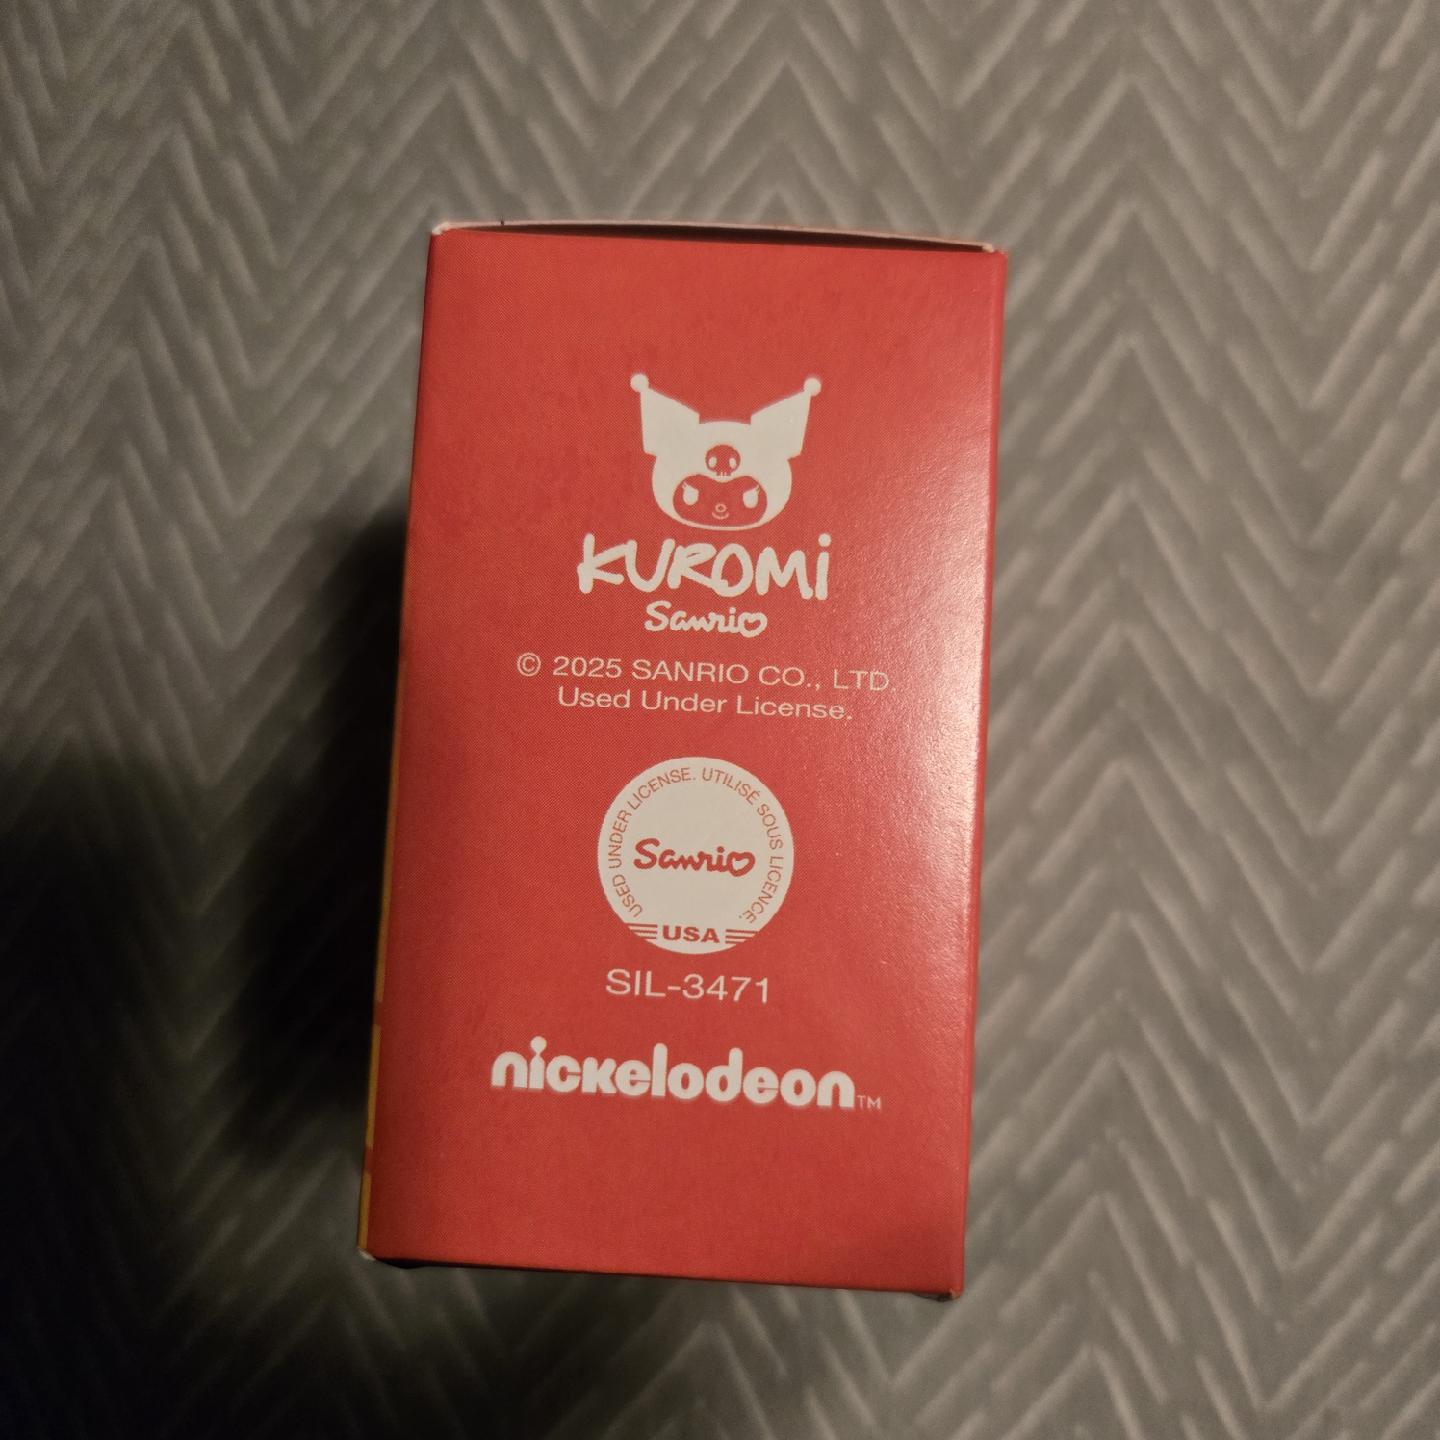 KUROMi
Sanrio
© 2025 SANRIO CO., LTD.
Used Under License.
USED UNDER LICENSE. UTILISÉ SOUS LICENCE.
Sanrio
USA
SIL-3471
nickelodeon™